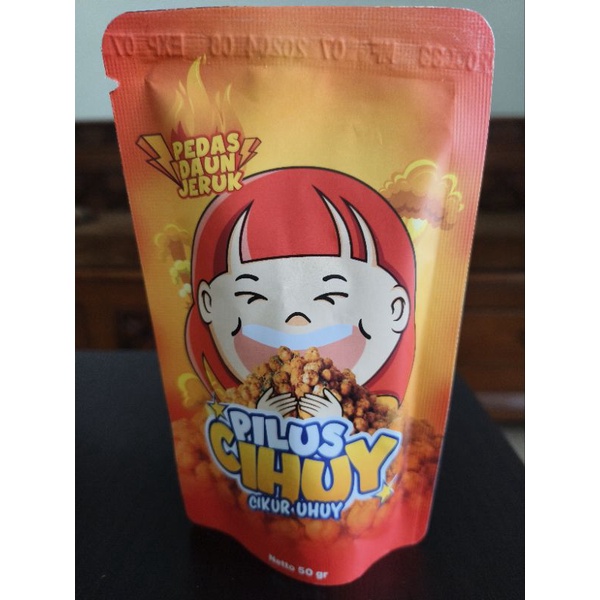 PEDAS
DAUN
JERUK
PILUS
CIHUY
CIKUR UHUY
Netto 50 gr